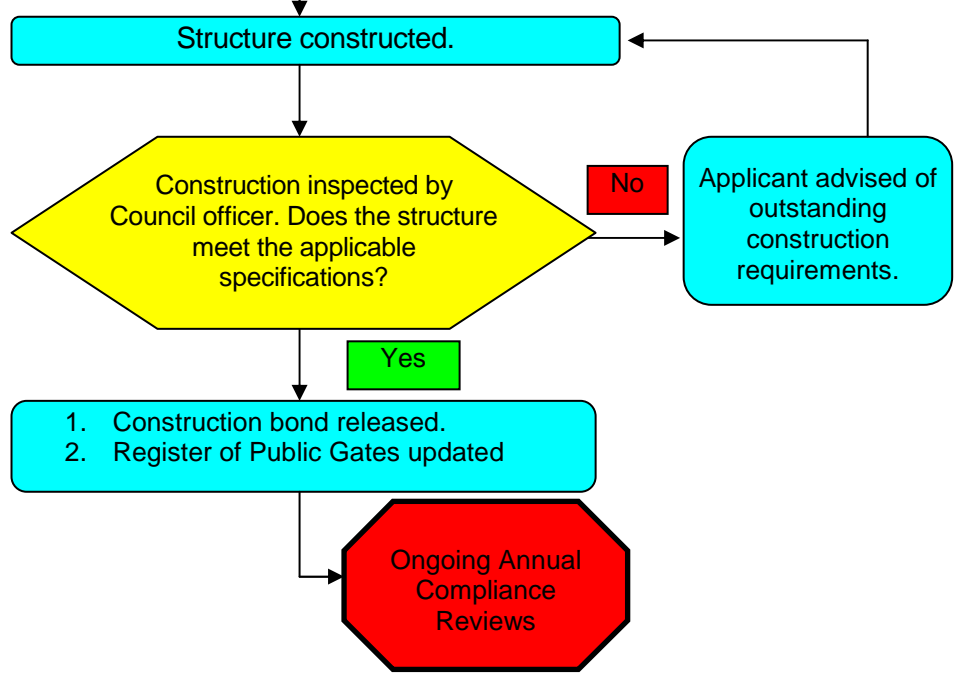 Structure constructed.
Construction inspected by
Council officer. Does the structure
meet the applicable
specifications?
No
Applicant advised of
outstanding
construction
requirements.
Yes
1. Construction bond released.
2. Register of Public Gates updated
Ongoing Annual
Compliance
Reviews